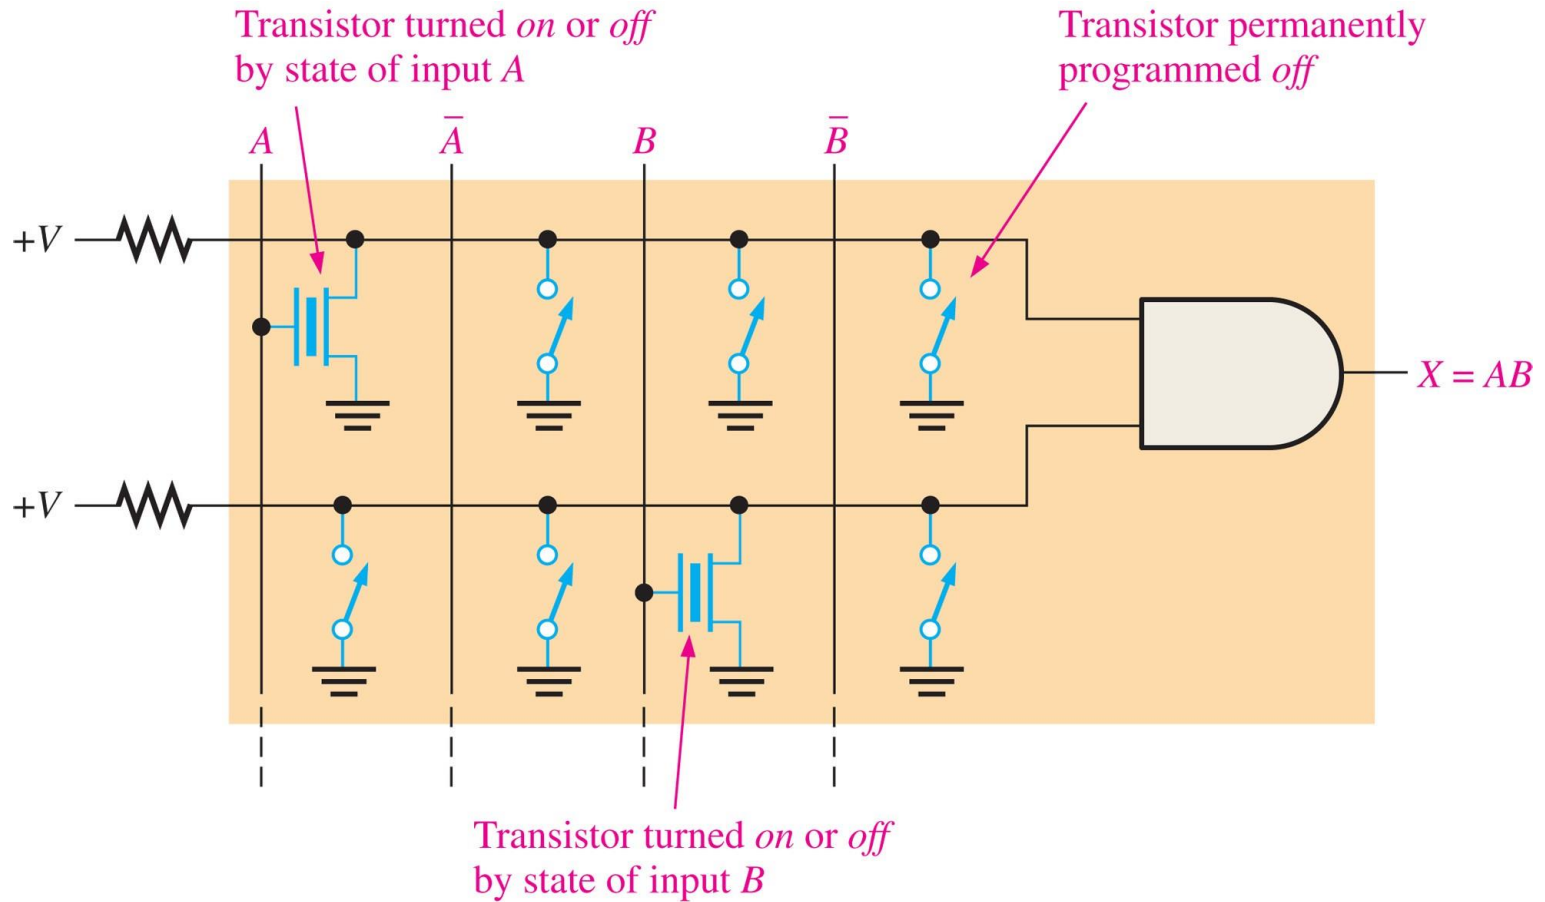 Transistor turned on or off
by state of input A
Transistor permanently
programmed off
A
A̅
B
B̅
+V
X = AB
+V
Transistor turned on or off
by state of input B